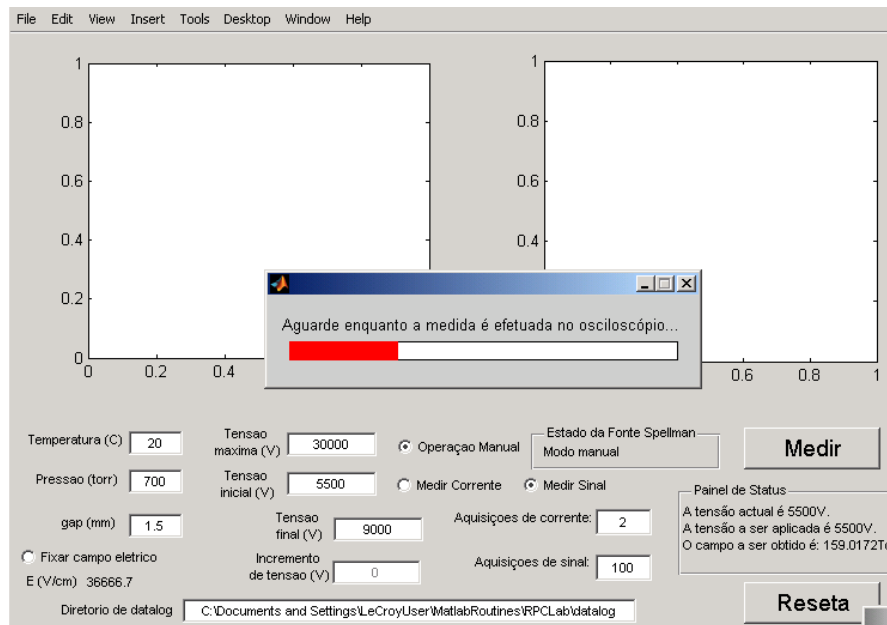 File Edit View Insert Tools Desktop Window Help
1
0.8
0.6
0.4
0.2
0
0 0.2 0.4
1
0.8
0.6
0.4
0.6 0.8 1
Aguarde enquanto a medida é efetuada no osciloscópio...
Temperatura (C) 20
Pressao (torr) 700
gap (mm) 1.5
Fixar campo eletrico
E (V/cm) 36666.7
Tensao
maxima (V) 30000
Tensao
inicial (V) 5500
Tensao
final (V) 9000
Incremento
de tensao (V) 0
Operaçao Manual
Medir Corrente
Medir Sinal
Estado da Fonte Spellman
Modo manual
Aquisiçoes de corrente: 2
Aquisiçoes de sinal: 100
Medir
Painel de Status
A tensão actual é 5500V.
A tensão a ser aplicada é 5500V.
O campo a ser obtido é: 159.0172
Diretorio de datalog C:\Documents and Settings\LeCroyUser\MatlabRoutines\RPCLab\datalog
Reseta